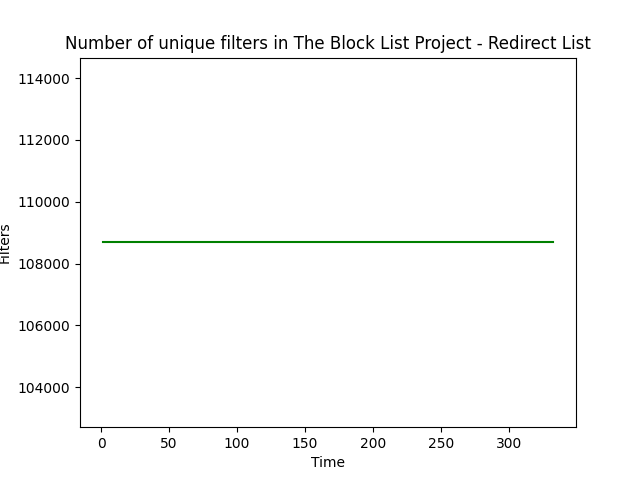 Number of unique filters in The Block List Project - Redirect List
114000
112000
110000
108000
106000
104000
Filters
0 50 100 150 200 250 300
Time